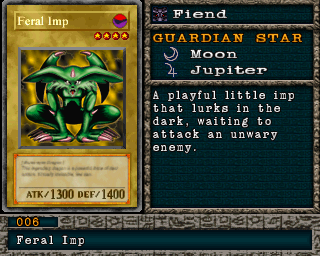 Feral Imp
ATK/1300 DEF/1400
Fiend
GUARDIAN STAR
Moon
Jupiter
A playful little imp
that lurks in the
dark, waiting to
attack an unwary
enemy.
006
Feral Imp